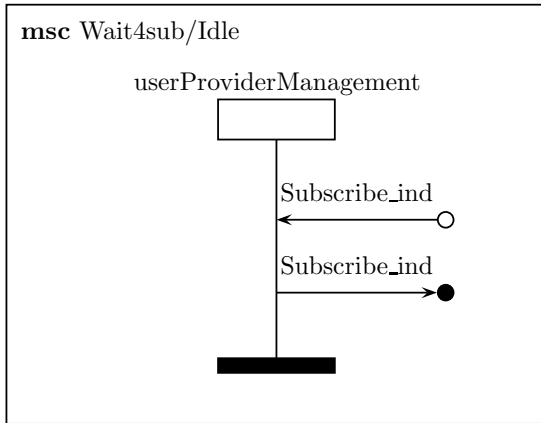 msc Wait4sub/Idle
userProviderManagement
Subscribe_ind
Subscribe_ind